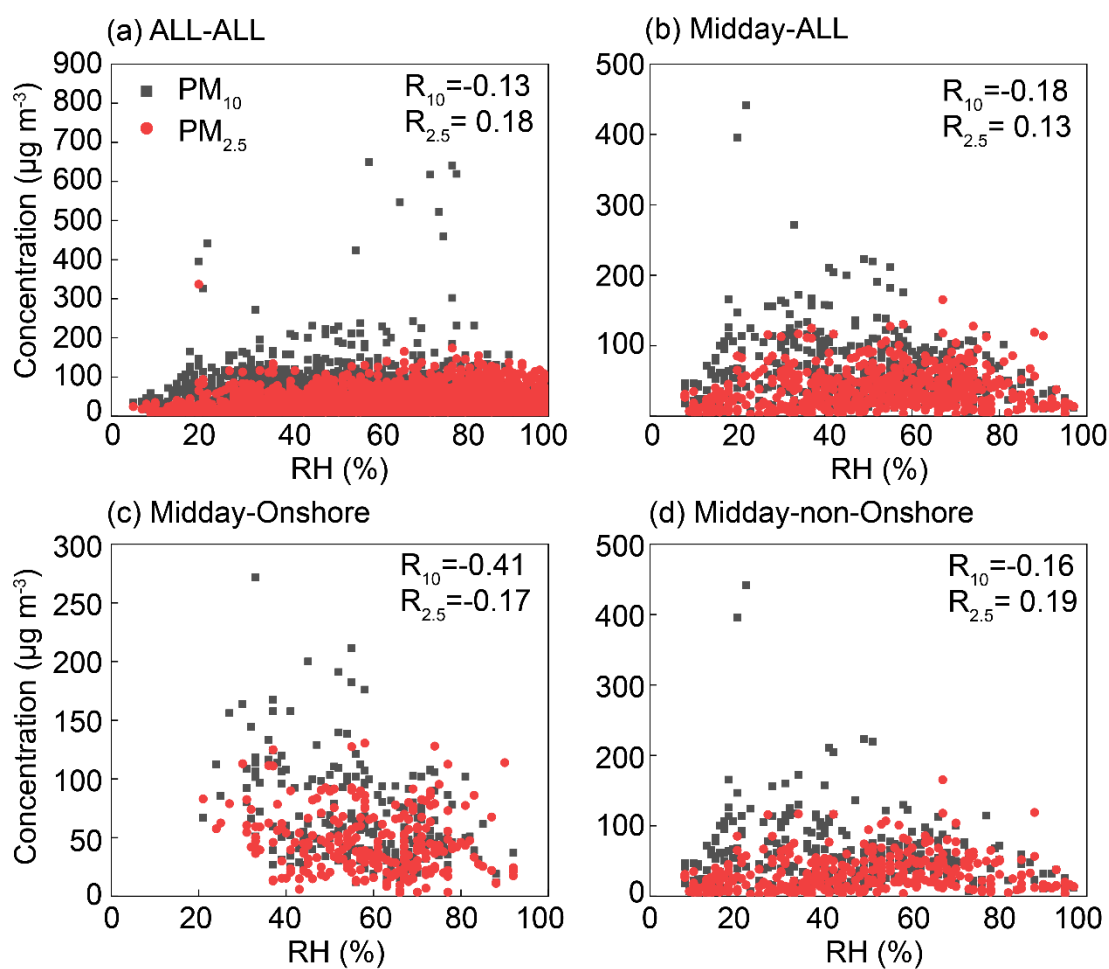 (a) ALL-ALL
900
800
700
600
500
400
300
200
100
0
Concentration (µg m⁻³)
PM₁₀
PM₂.₅
R₁₀=-0.13
R₂.₅= 0.18
0 20 40 60 80 100
RH (%)
(b) Midday-ALL
500
400
300
200
100
R₁₀=-0.18
R₂.₅= 0.13
0 20 40 60 80 100
RH (%)
(c) Midday-Onshore
300
250
200
150
100
50
0
Concentration (µg m⁻³)
R₁₀=-0.41
R₂.₅=-0.17
0 20 40 60 80 100
RH (%)
(d) Midday-non-Onshore
500
400
300
200
100
0
R₁₀=-0.16
R₂.₅= 0.19
0 20 40 60 80 100
RH (%)